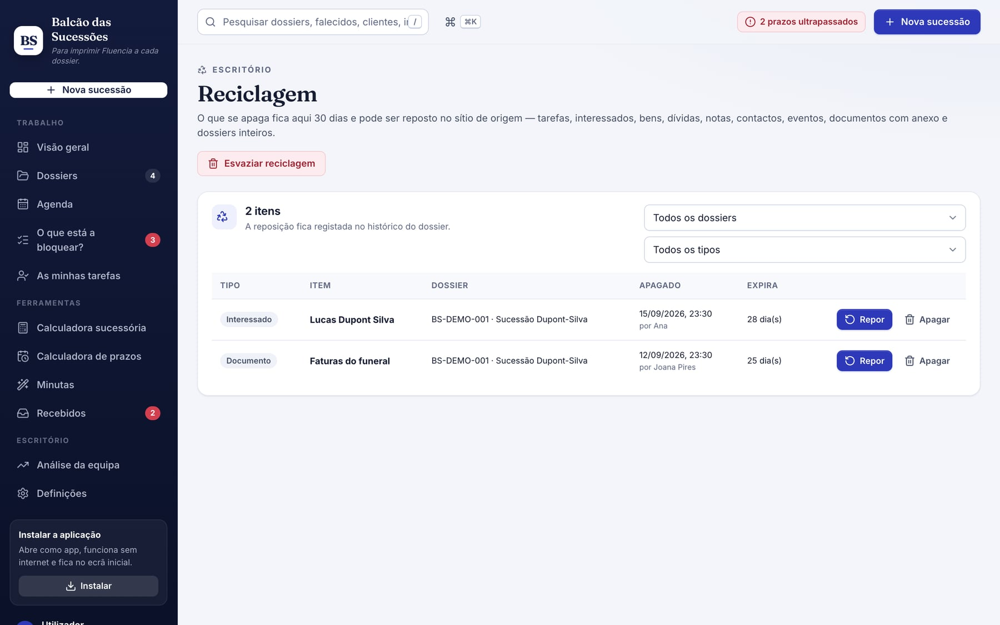 BS
Balcão das
Sucessões
Para imprimir Fluencia a cada
dossier.
Nova sucessão
TRABALHO
Visão geral
Dossiers 4
Agenda
O que está a
bloquear? 3
As minhas tarefas
FERRAMENTAS
Calculadora sucessória
Calculadora de prazos
Minutas
Recebidos 2
ESCRITÓRIO
Análise da equipa
Definições
Instalar a aplicação
Abre como app, funciona sem
internet e fica no ecrã inicial.
Instalar
Utilizador
Pesquisar dossiers, falecidos, clientes, /
⌘ ⌘K
2 prazos ultrapassados
Nova sucessão
ESCRITÓRIO
Reciclagem
O que se apaga fica aqui 30 dias e pode ser reposto no sítio de origem — tarefas, interessados, bens, dívidas, notas, contactos, eventos, documentos com anexo e
dossiers inteiros.
Esvaziar reciclagem
2 itens
A reposição fica registada no histórico do dossier.
Todos os dossiers
Todos os tipos
TIPO ITEM DOSSIER APAGADO EXPIRA
Interessado Lucas Dupont Silva BS-DEMO-001 · Sucessão Dupont-Silva 15/09/2026, 23:30 28 dia(s) Repor Apagar
por Ana
Documento Faturas do funeral BS-DEMO-001 · Sucessão Dupont-Silva 12/09/2026, 23:30 25 dia(s) Repor Apagar
por Joana Pires